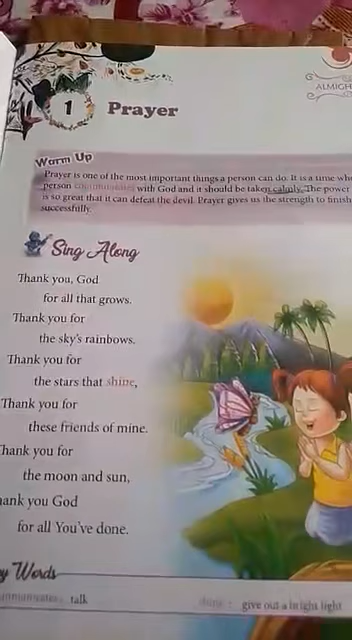 ALMIGH
1 Prayer
Warm Up
Prayer is one of the most important things a person can do. It is a time wh
person communicates with God and it should be taken calmly. The power
is so great that it can defeat the devil. Prayer gives us the strength to finish
successfully.
Sing Along
Thank you, God
for all that grows.
Thank you for
the sky's rainbows.
Thank you for
the stars that shine,
Thank you for
these friends of mine.
Thank you for
the moon and sun,
ank you God
for all You've done.
y Words
talk
shine : give out a bright light